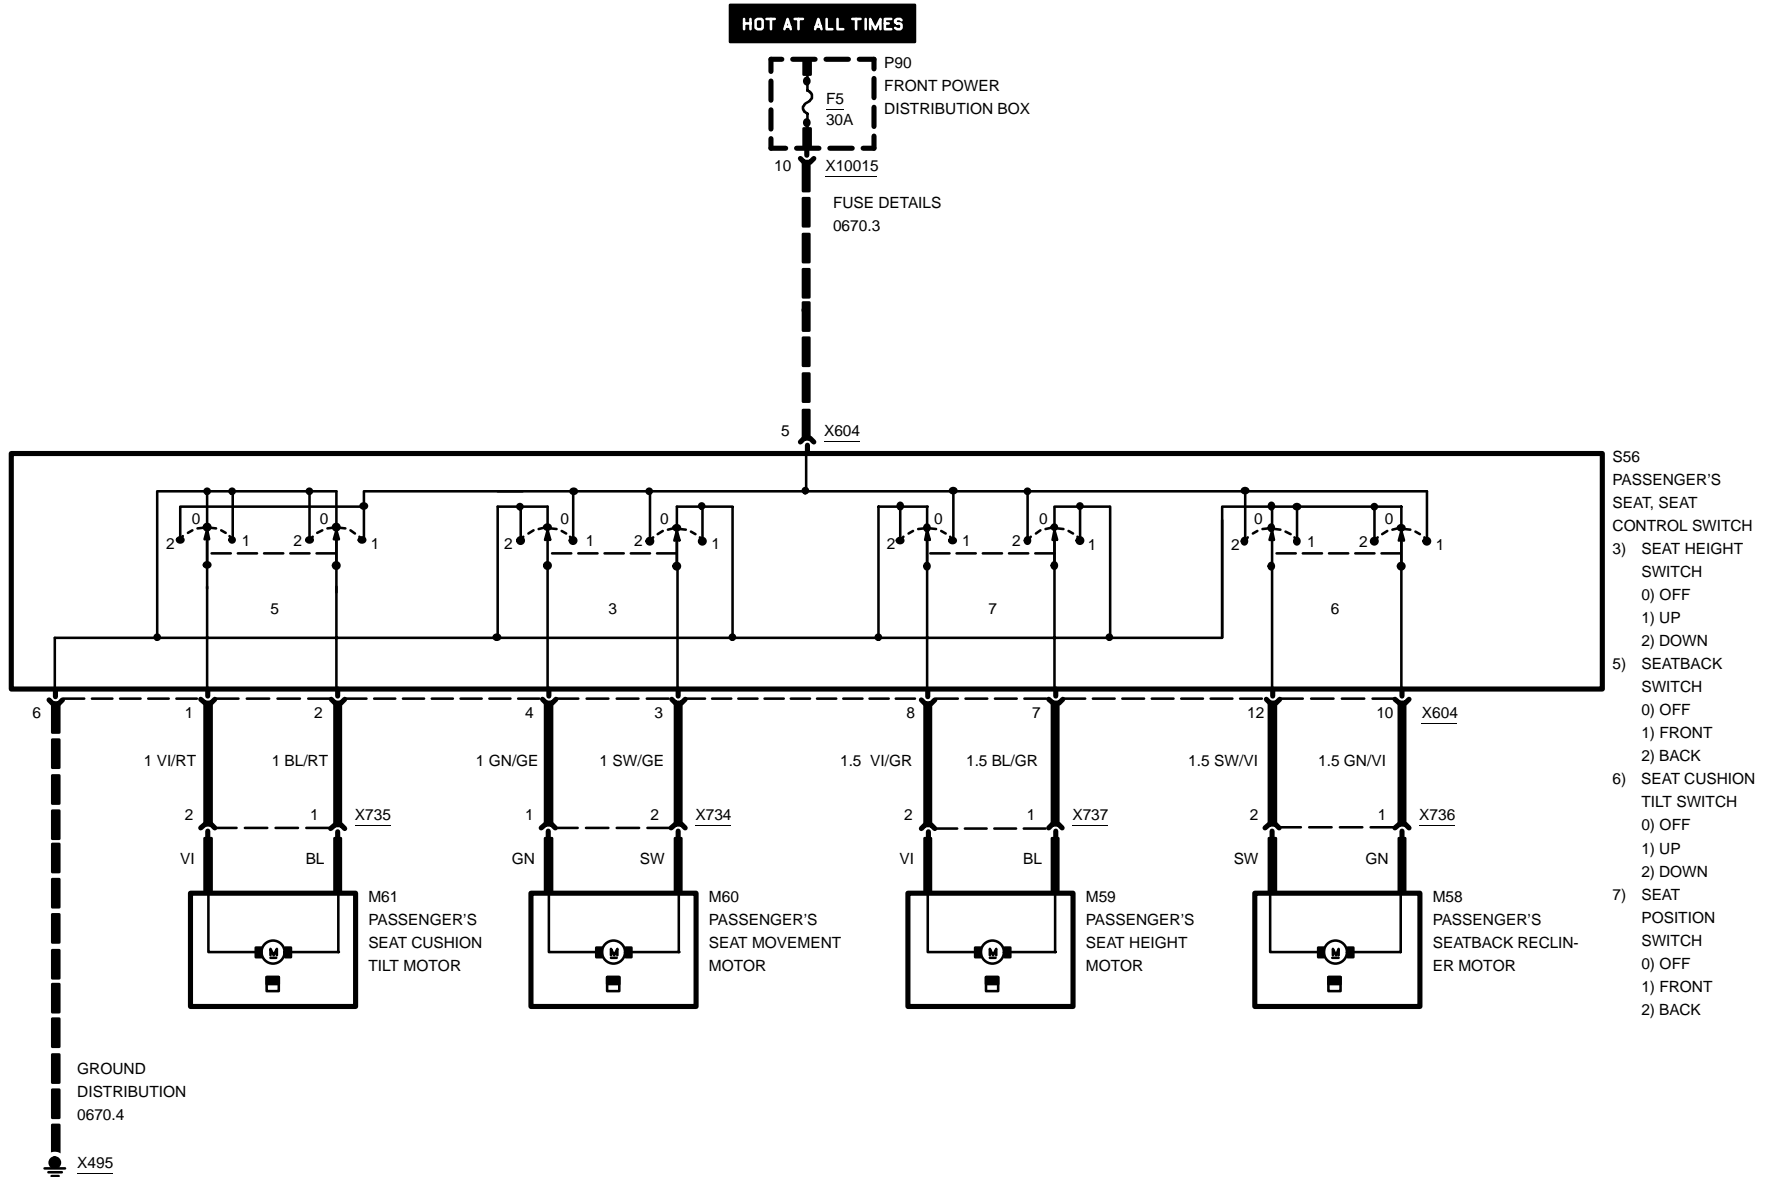 HOT AT ALL TIMES
P90
FRONT POWER
DISTRIBUTION BOX
F5
30A
10
X10015
FUSE DETAILS
0670.3
5
X604
S56
PASSENGER'S
SEAT, SEAT
CONTROL SWITCH
3) SEAT HEIGHT
SWITCH
0) OFF
1) UP
2) DOWN
5) SEATBACK
SWITCH
0) OFF
1) FRONT
2) BACK
6) SEAT CUSHION
TILT SWITCH
0) OFF
1) UP
2) DOWN
7) SEAT
POSITION
SWITCH
0) OFF
1) FRONT
2) BACK
2 0 1 2 0 1
2 0 1 2 0 1
2 0 1 2 0 1
2 0 1 2 0 1
5 3 7 6
6 1 2 4 3 8 7 12 10 X604
1 VI/RT 1 BL/RT 1 GN/GE 1 SW/GE 1.5 VI/GR 1.5 BL/GR 1.5 SW/VI 1.5 GN/VI
2 1 X735 1 2 X734 2 1 X737 2 1 X736
VI BL GN SW VI BL SW GN
M61
PASSENGER'S
SEAT CUSHION
TILT MOTOR
M
M60
PASSENGER'S
SEAT MOVEMENT
MOTOR
M
M59
PASSENGER'S
SEAT HEIGHT
MOTOR
M
M58
PASSENGER'S
SEATBACK RECLIN-
ER MOTOR
M
GROUND
DISTRIBUTION
0670.4
X495